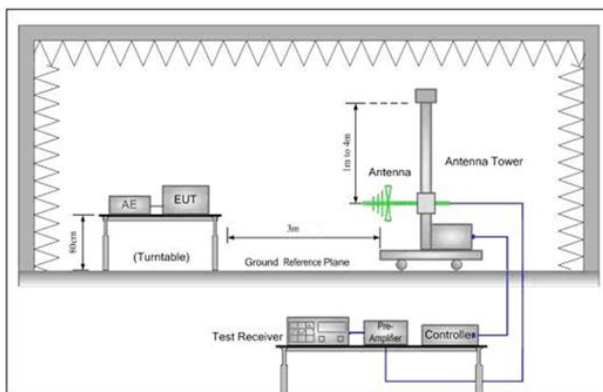 1m to 4m
Antenna
Antenna Tower
AE
EUT
80cm
(Turntable)
3m
Ground Reference Plane
Test Receiver
Pre-
Amplifier
Controller